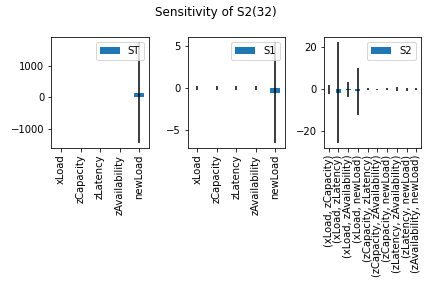 Sensitivity of S2(32)
ST
1000
0
−1000
xLoad
zCapacity
zLatency
zAvailability
newLoad
S1
5
0
−5
xLoad
zCapacity
zLatency
zAvailability
newLoad
S2
20
0
−20
(xLoad, zCapacity)
(xLoad, zLatency)
(xLoad, zAvailability)
(xLoad, newLoad)
(zCapacity, zLatency)
(zCapacity, zAvailability)
(zCapacity, newLoad)
(zLatency, zAvailability)
(zLatency, newLoad)
(zAvailability, newLoad)